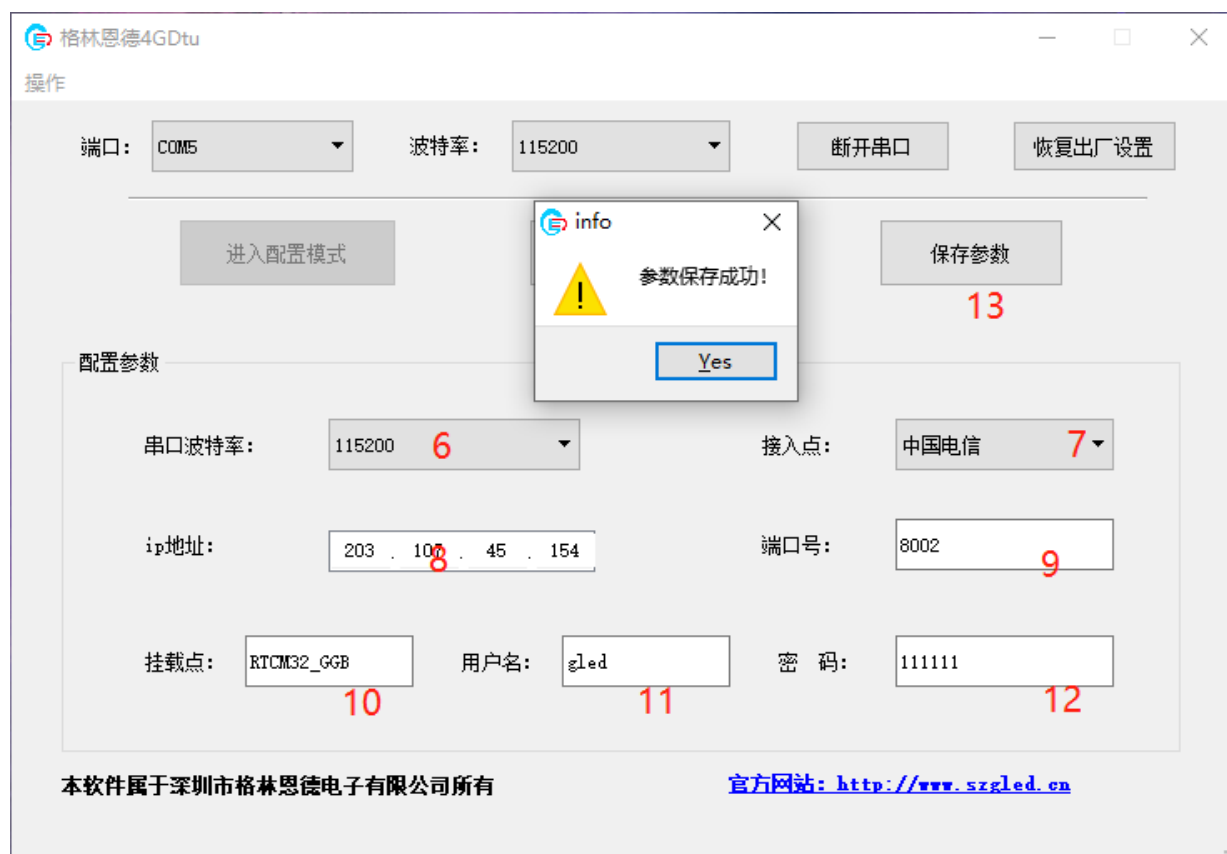 格林恩德4GDtu
操作
端口： COM5 波特率： 115200 断开串口 恢复出厂设置
info
进入配置模式 参数保存成功! 保存参数
13
Yes
配置参数
串口波特率： 115200 6 接入点： 中国电信 7
ip地址： 203 . 107 . 45 . 154 8 端口号： 8002 9
挂载点： RTCM32_GGB 用户名： gled 密 码： 111111
10 11 12
本软件属于深圳市格林恩德电子有限公司所有 官方网站：http://www.szgled.cn